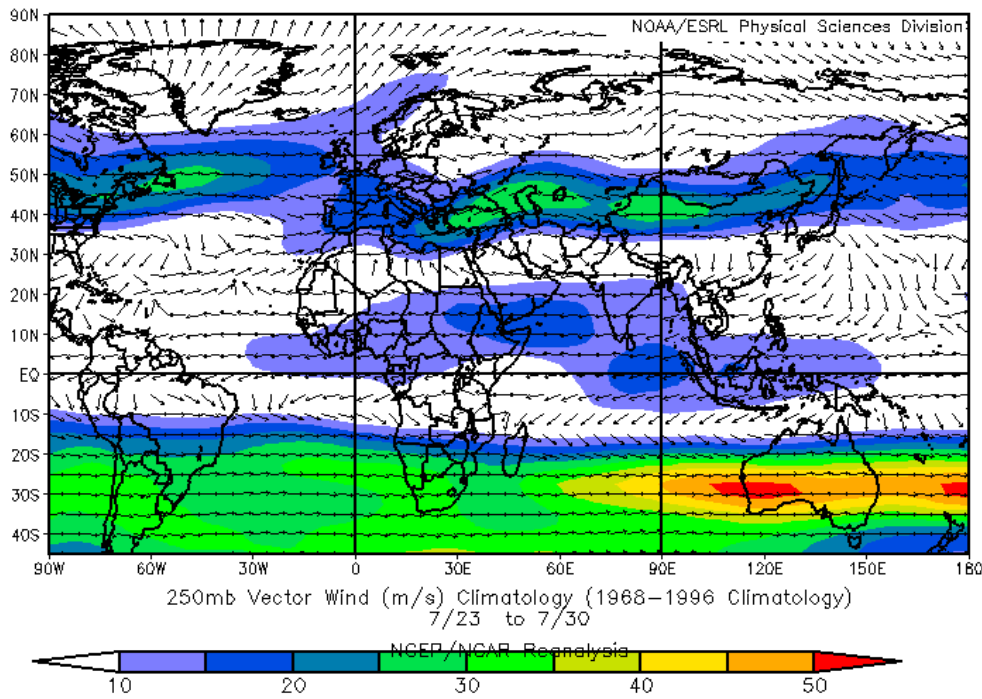 NOAA/ESRL Physical Sciences Division
90N
80N
70N
60N
50N
40N
30N
20N
10N
EQ
10S
20S
30S
40S
90W 60W 30W 0 30E 60E 90E 120E 150E 180
250mb Vector Wind (m/s) Climatology (1968-1996 Climatology)
7/23 to 7/30
NCEP/NCAR Reanalysis
10 20 30 40 50